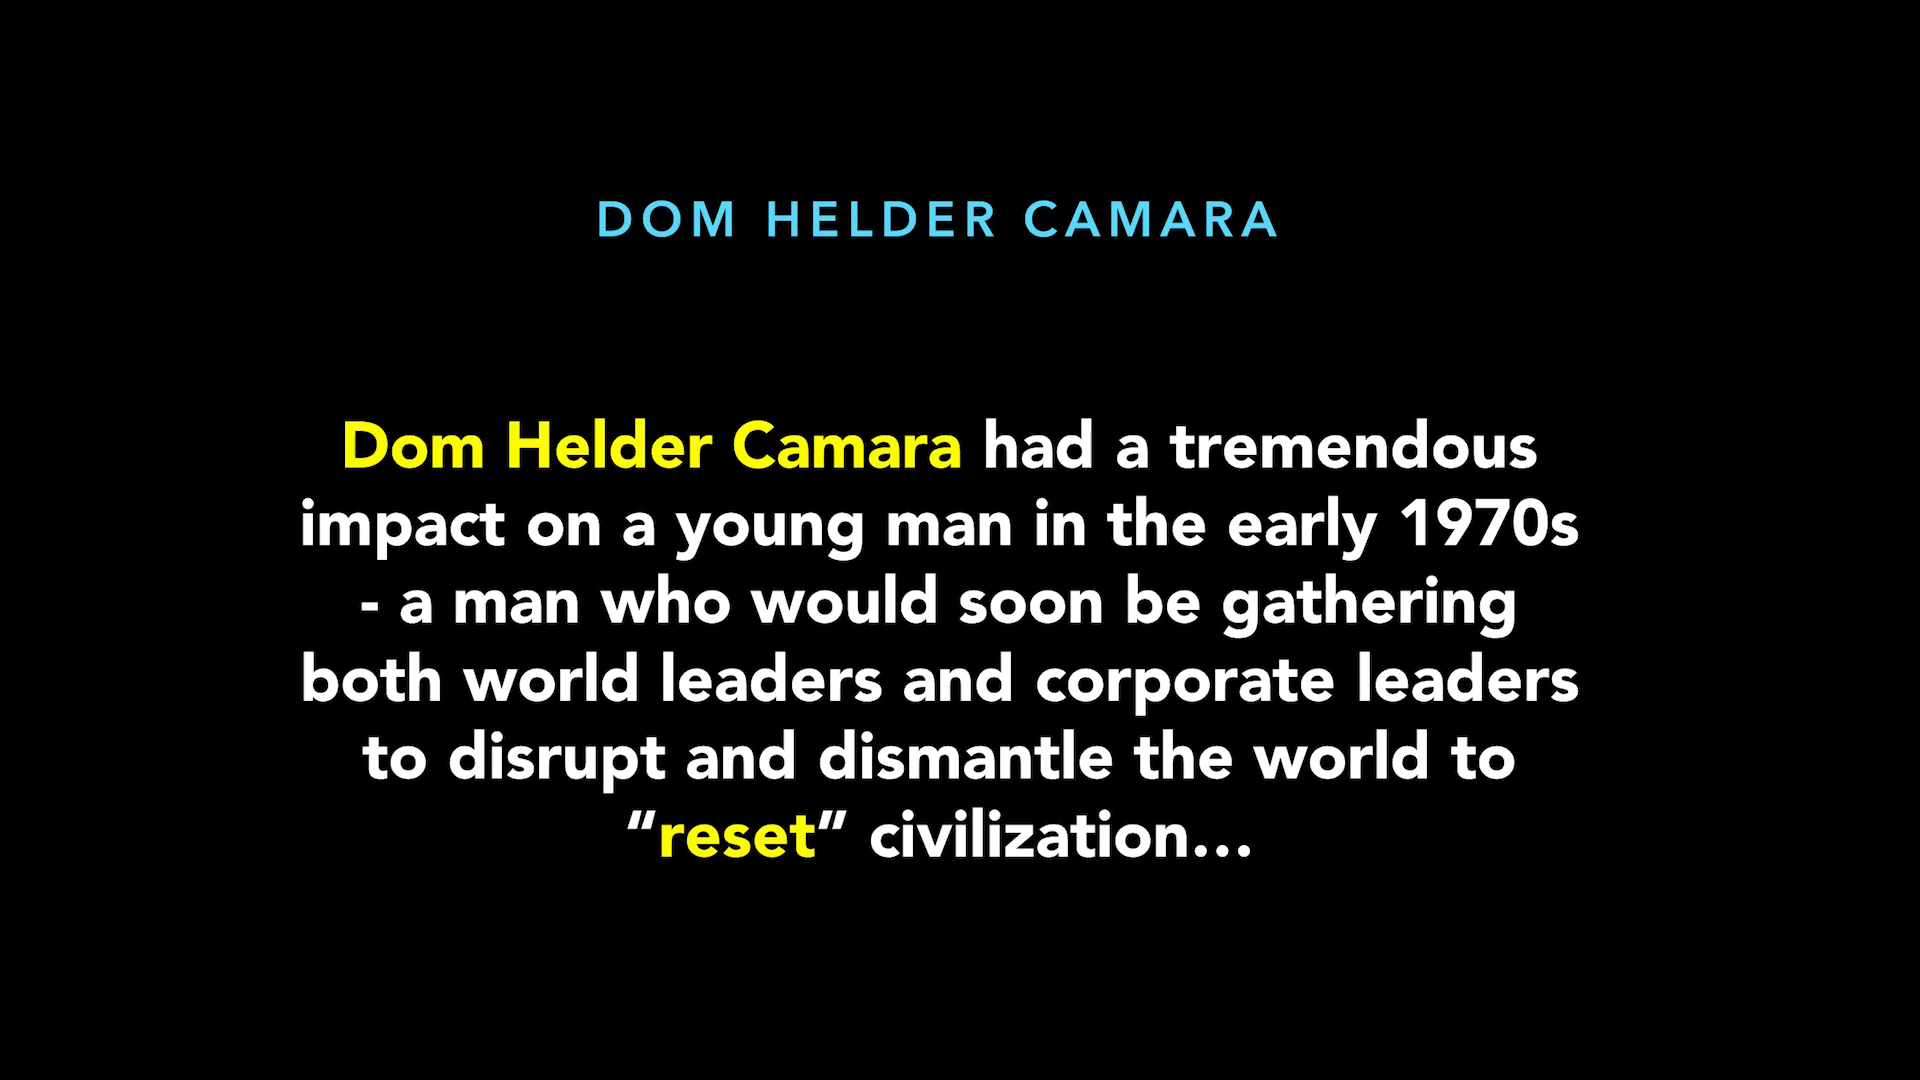 DOM HELDER CAMARA
Dom Helder Camara had a tremendous
impact on a young man in the early 1970s
- a man who would soon be gathering
both world leaders and corporate leaders
to disrupt and dismantle the world to
“reset” civilization...